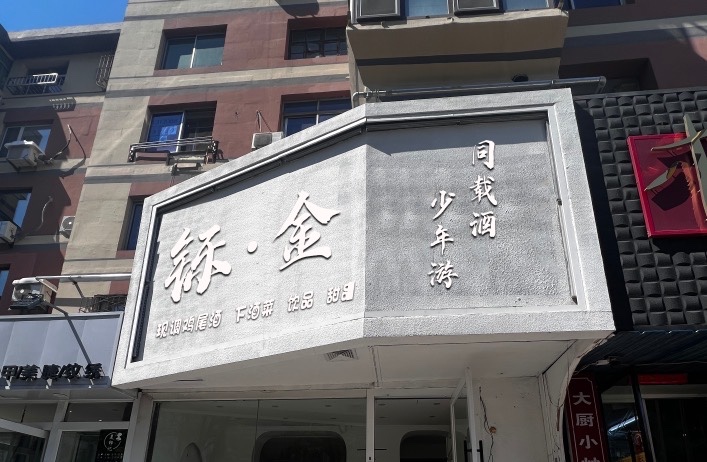 铄·金
现调鸡尾酒 下酒菜 饮品 甜品
同载酒
少年游
大厨小